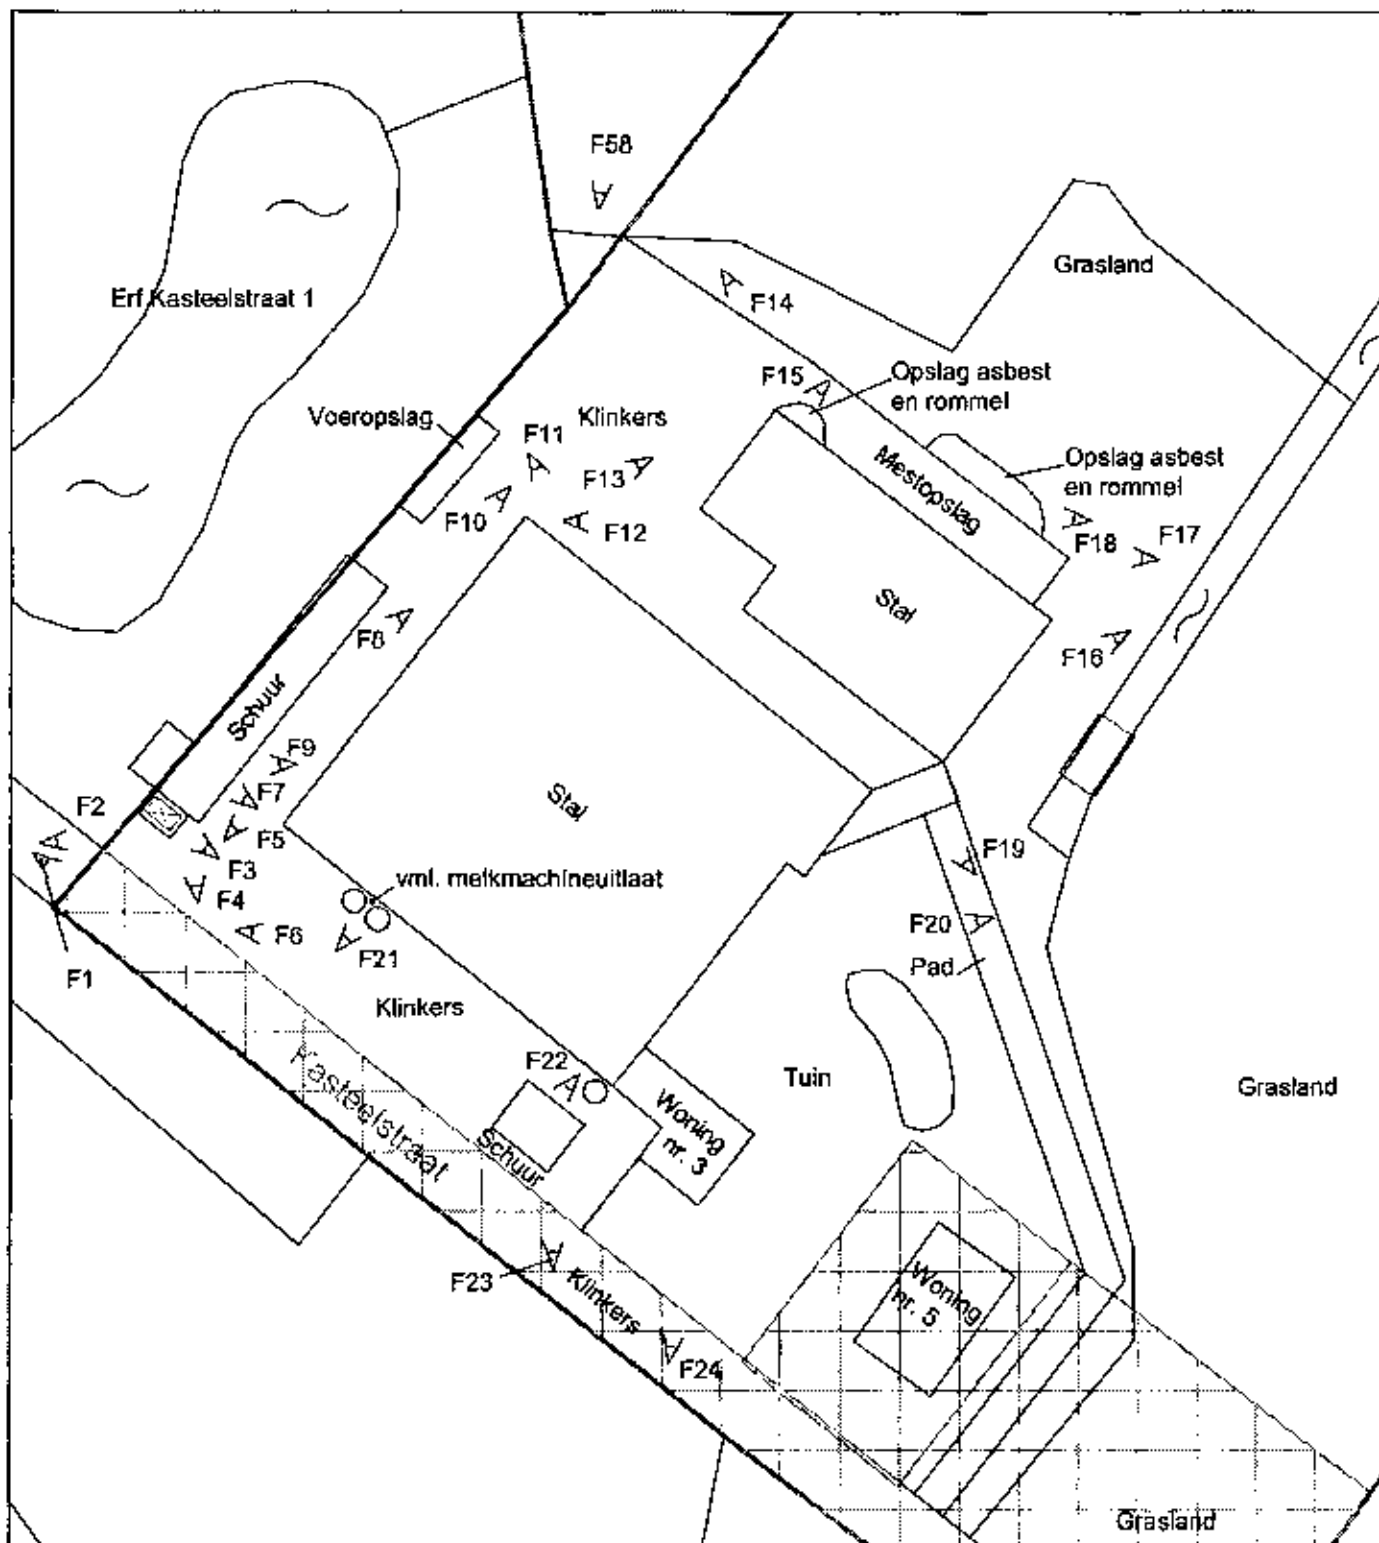 F58
Grasland
Erf Kasteelstraat 1
F14
F15
Opslag asbest
en rommel
Voeropslag
F11
Klinkers
F13
Mestopslag
Opslag asbest
en rommel
F10
F12
F18
F17
Stal
F8
F16
Schuur
F9
F7
F2
F5
Stal
F3
F19
vml. melkmachineuitlaat
F4
F6
F21
F20
Pad
F1
Klinkers
Kasteelstraat
F22
Tuin
Grasland
Woning
nr. 3
Schuur
F23
Klinkers
Woning
nr. 5
F24
Grasland